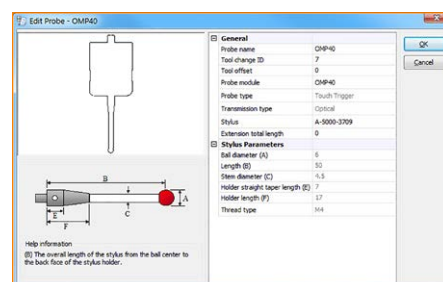 Edit Probe - OMP40
General
Probe name OMP40
Tool change ID 7
Tool offset 0
Probe module OMP40
Probe type Touch Trigger
Transmission type Optical
Stylus A-5000-3709
Extension total length 0
Stylus Parameters
Ball diameter (A) 6
Length (B) 50
Stem diameter (C) 4.5
Holder straight taper length (E) 7
Holder length (F) 17
Thread type M4
OK
Cancel
B
A
C
E
F
Help information
(B) The overall length of the stylus from the ball center to
the back face of the stylus holder.